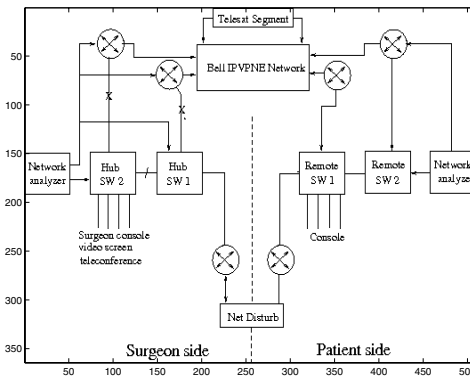 Telesat Segment
Bell IPVPNE Network
X
X
Network
analyzer
Hub
SW 2
Hub
SW 1
Remote
SW 1
Remote
SW 2
Network
analyzer
Surgeon console
video screen
teleconference
Console
Net Disturb
Surgeon side
Patient side
0
50
100
150
200
250
300
350
50
100
150
200
250
300
350
400
450
500